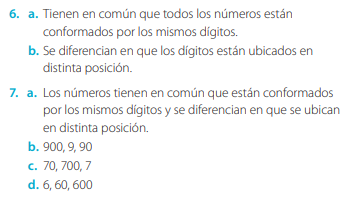 6. a. Tienen en común que todos los números están
conformados por los mismos dígitos.
b. Se diferencian en que los dígitos están ubicados en
distinta posición.
7. a. Los números tienen en común que están conformados
por los mismos dígitos y se diferencian en que se ubican
en distinta posición.
b. 900, 9, 90
c. 70, 700, 7
d. 6, 60, 600